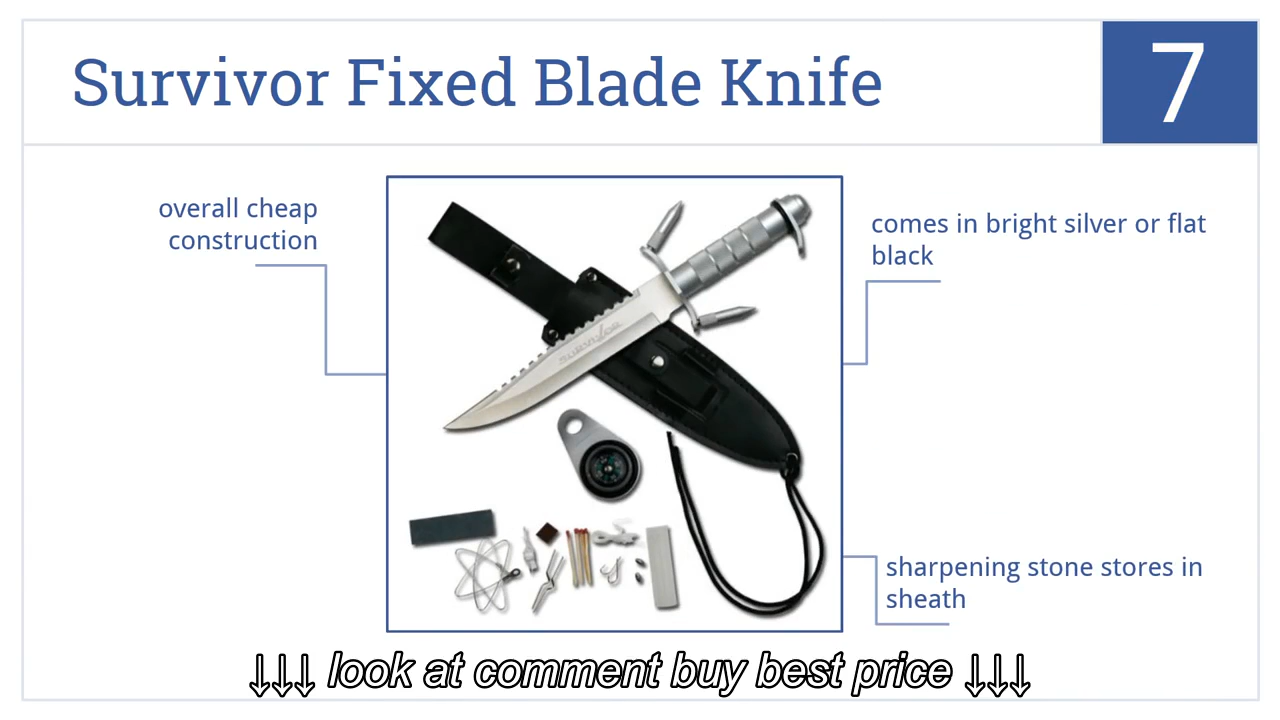 Survivor Fixed Blade Knife
7
overall cheap
construction
comes in bright silver or flat
black
SURVIVOR
sharpening stone stores in
sheath
↓↓↓ look at comment buy best price ↓↓↓